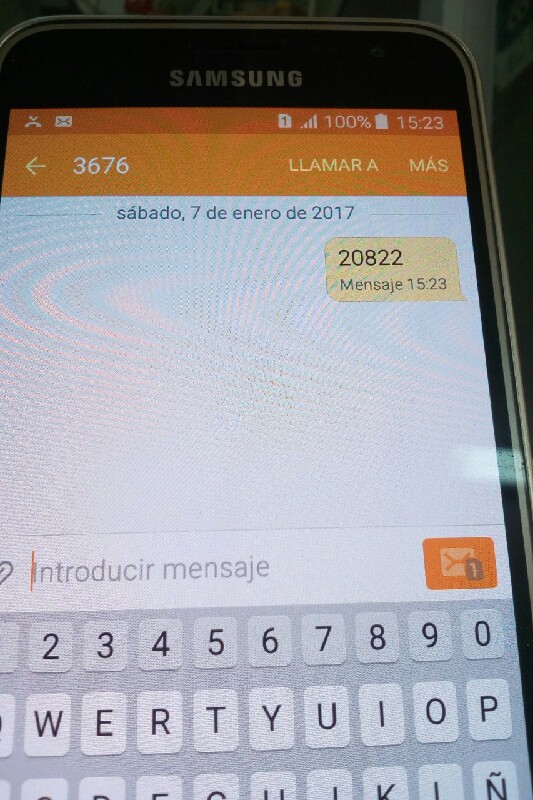 SAMSUNG
1 100% 15:23
← 3676 LLAMAR A MÁS
sábado, 7 de enero de 2017
20822
Mensaje 15:23
Introducir mensaje 1
2 3 4 5 6 7 8 9 0
W E R T Y U I O P
Ñ